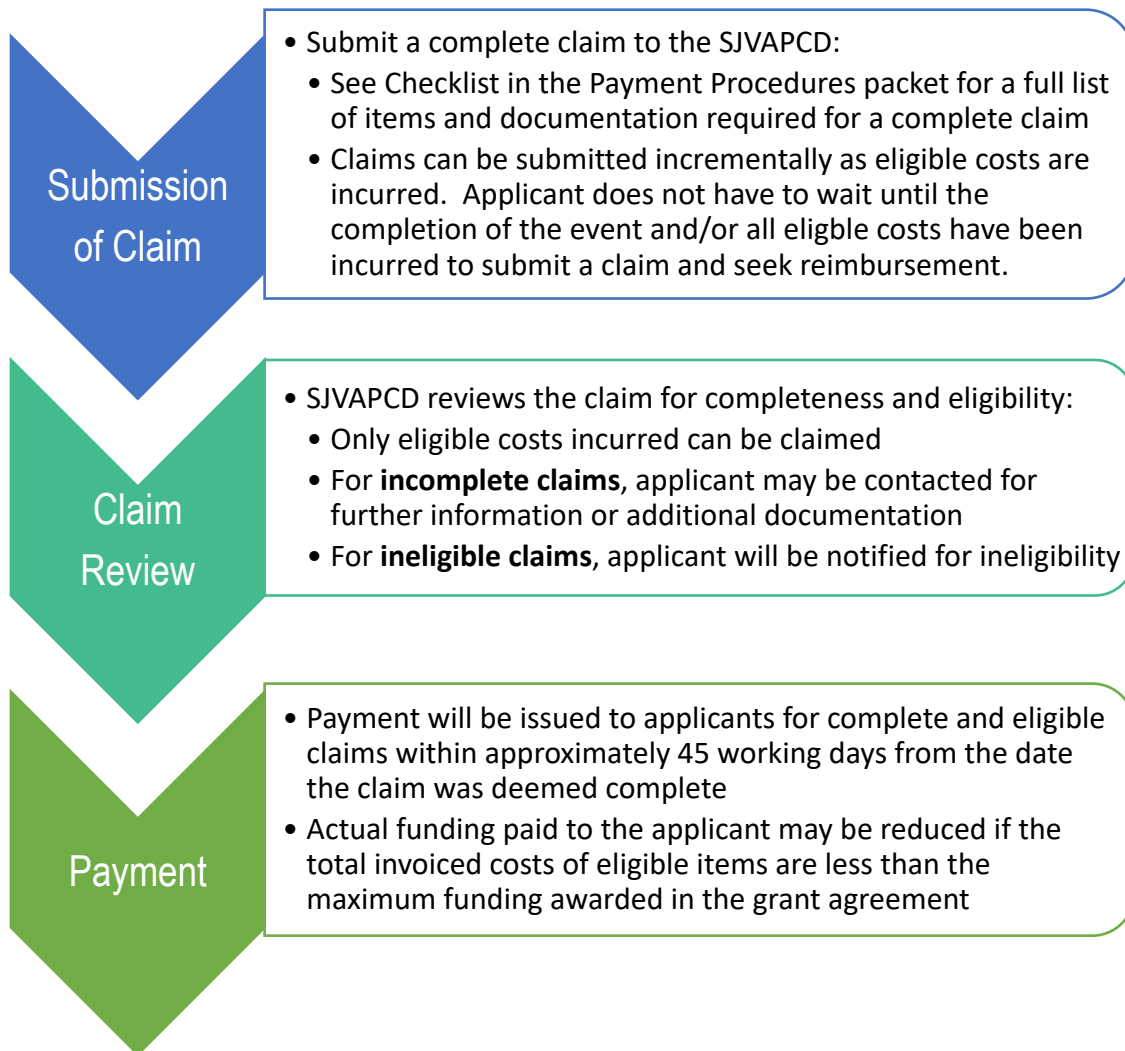 Submission
of Claim
• Submit a complete claim to the SJVAPCD:
• See Checklist in the Payment Procedures packet for a full list
of items and documentation required for a complete claim
• Claims can be submitted incrementally as eligible costs are
incurred.  Applicant does not have to wait until the
completion of the event and/or all eligble costs have been
incurred to submit a claim and seek reimbursement.
Claim
Review
• SJVAPCD reviews the claim for completeness and eligibility:
• Only eligible costs incurred can be claimed
• For incomplete claims, applicant may be contacted for
further information or additional documentation
• For ineligible claims, applicant will be notified for ineligibility
Payment
• Payment will be issued to applicants for complete and eligible
claims within approximately 45 working days from the date
the claim was deemed complete
• Actual funding paid to the applicant may be reduced if the
total invoiced costs of eligible items are less than the
maximum funding awarded in the grant agreement